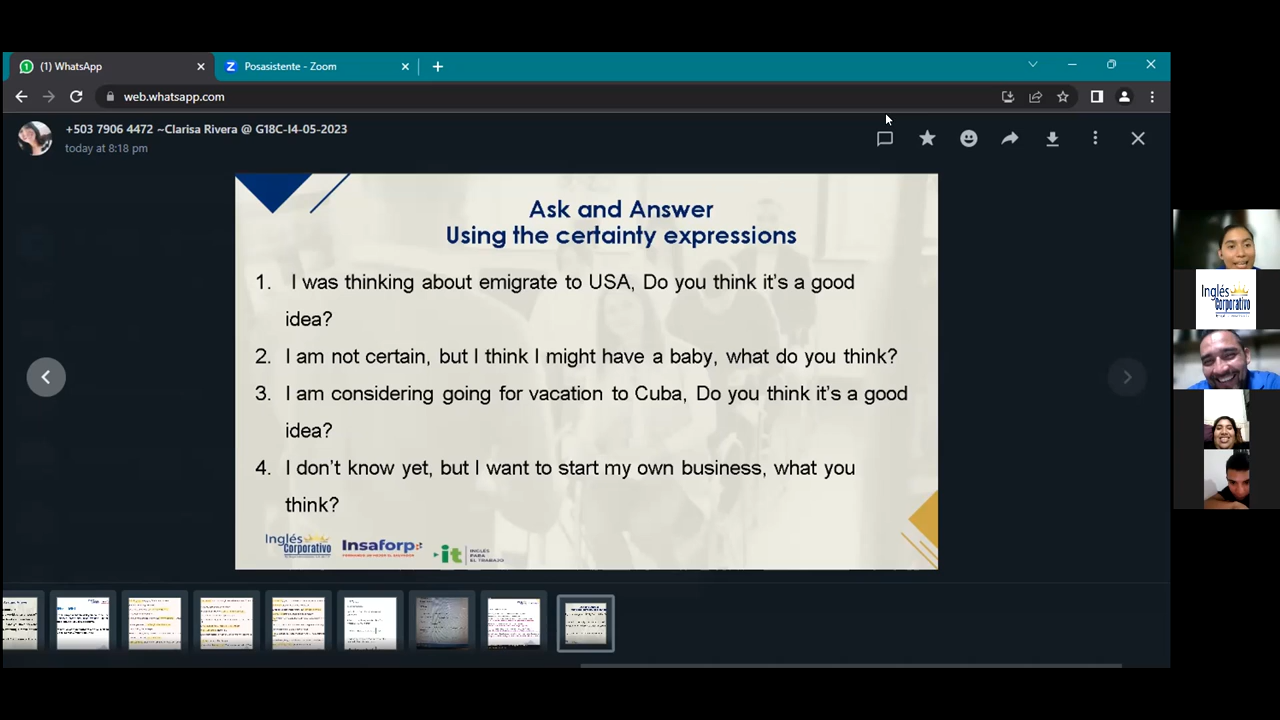 (1) WhatsApp
Posasistente - Zoom
web.whatsapp.com
+503 7906 4472 ~Clarisa Rivera @ G18C-I4-05-2023
today at 8:18 pm
Ask and Answer
Using the certainty expressions
1. I was thinking about emigrate to USA, Do you think it's a good
idea?
2. I am not certain, but I think I might have a baby, what do you think?
3. I am considering going for vacation to Cuba, Do you think it's a good
idea?
4. I don't know yet, but I want to start my own business, what you
think?
Inglés
Corporativo
Insaforp
it
INGLÉS
PARA
EL TRABAJO
Inglés
Corporativo